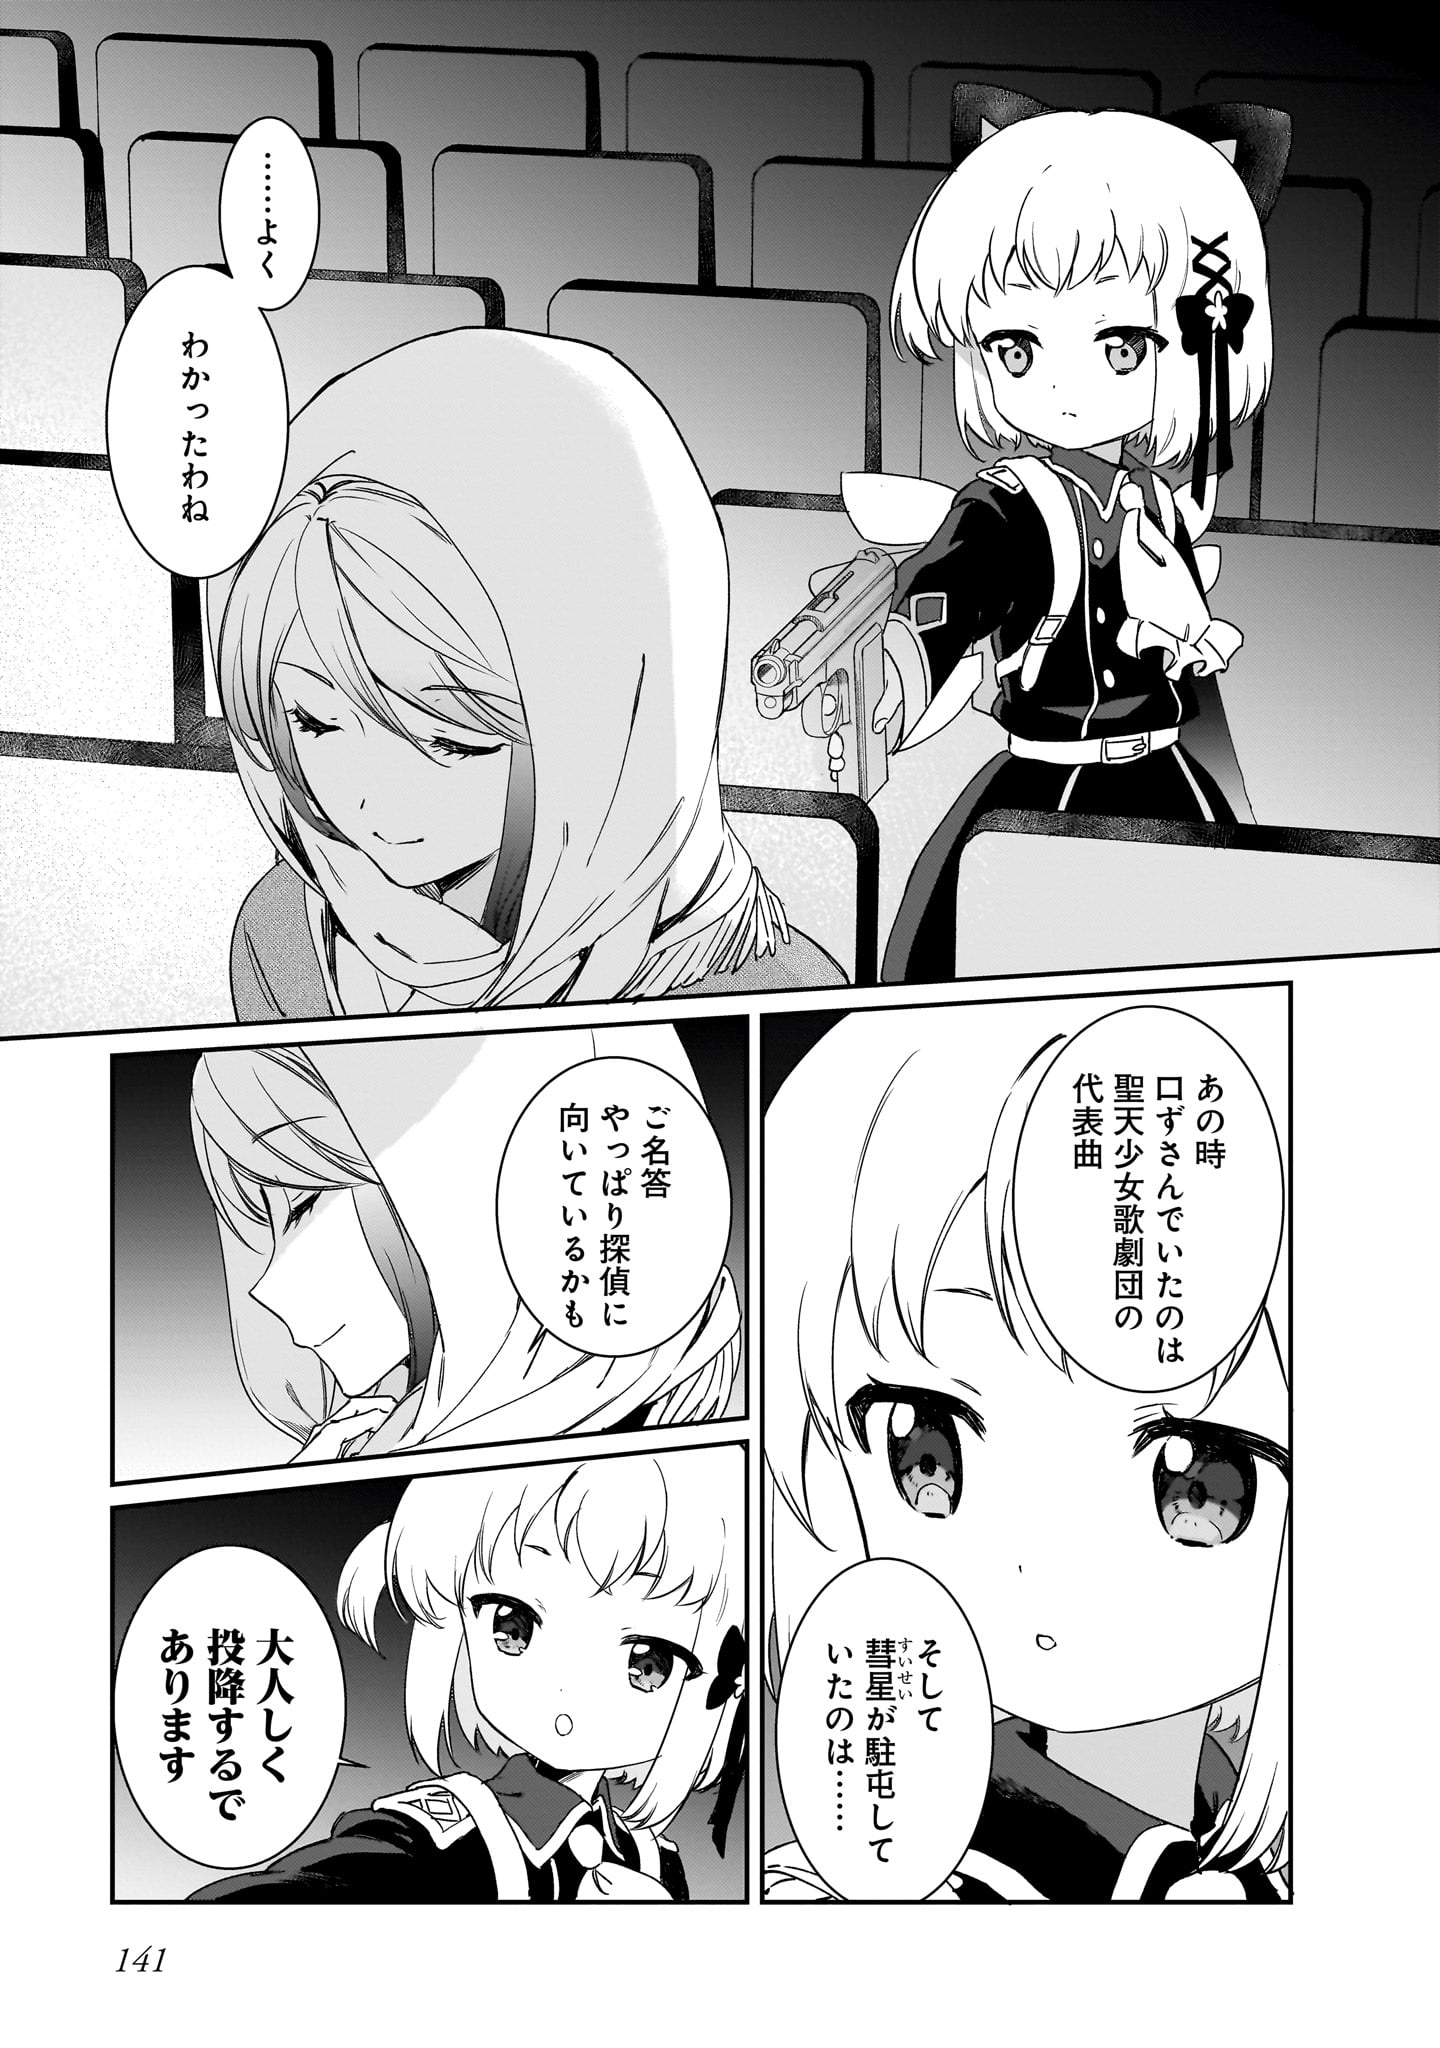 ……よく
わかったわね
あの時
口ずさんでいたのは
聖天少女歌劇団の
代表曲
そして
彗星が駐屯して
すいせい
いたのは……
ご名答
やっぱり探偵に
向いているかも
大人しく
投降するで
あります
141